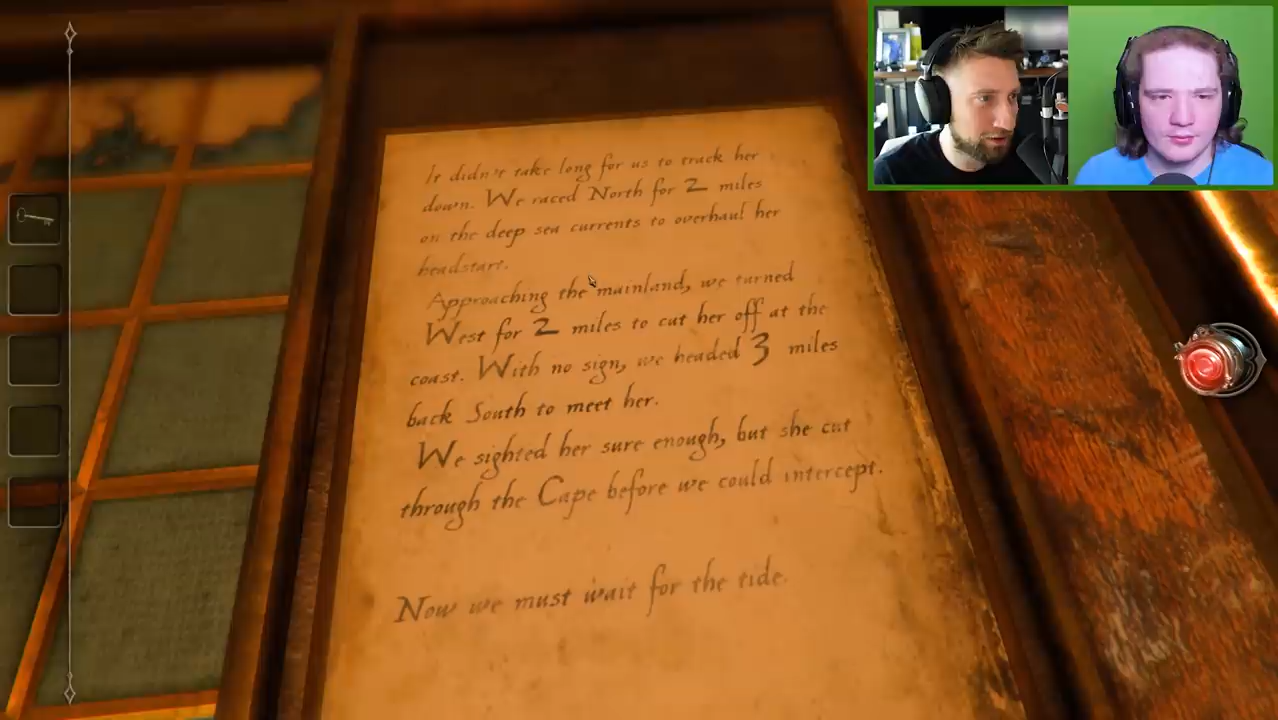 It didn't take long for us to track her
down. We raced North for 2 miles
on the deep sea currents to overhaul her
headstart.
Approaching the mainland, we turned
West for 2 miles to cut her off at the
coast. With no sign, we headed 3 miles
back South to meet her.
We sighted her sure enough, but she cut
through the Cape before we could intercept.
Now we must wait for the tide.